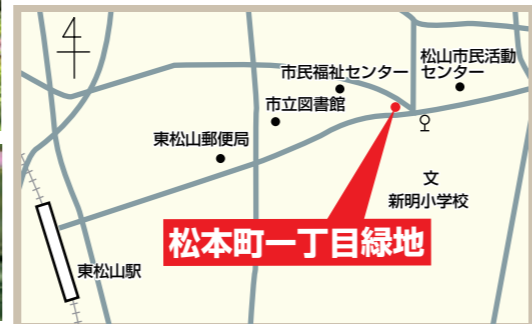 松山市民活動
センター
市民福祉センター
市立図書館
東松山郵便局
文
新明小学校
松本町一丁目緑地
東松山駅